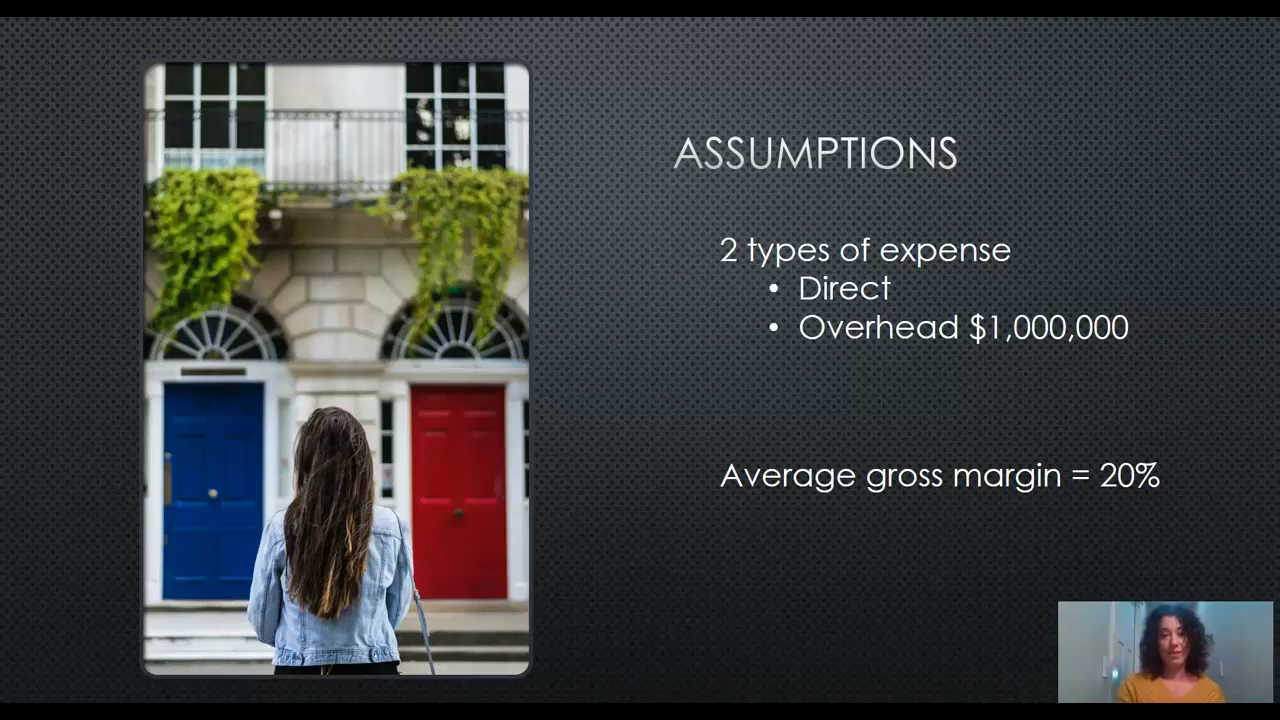 ASSUMPTIONS
2 types of expense
• Direct
• Overhead $1,000,000
Average gross margin = 20%